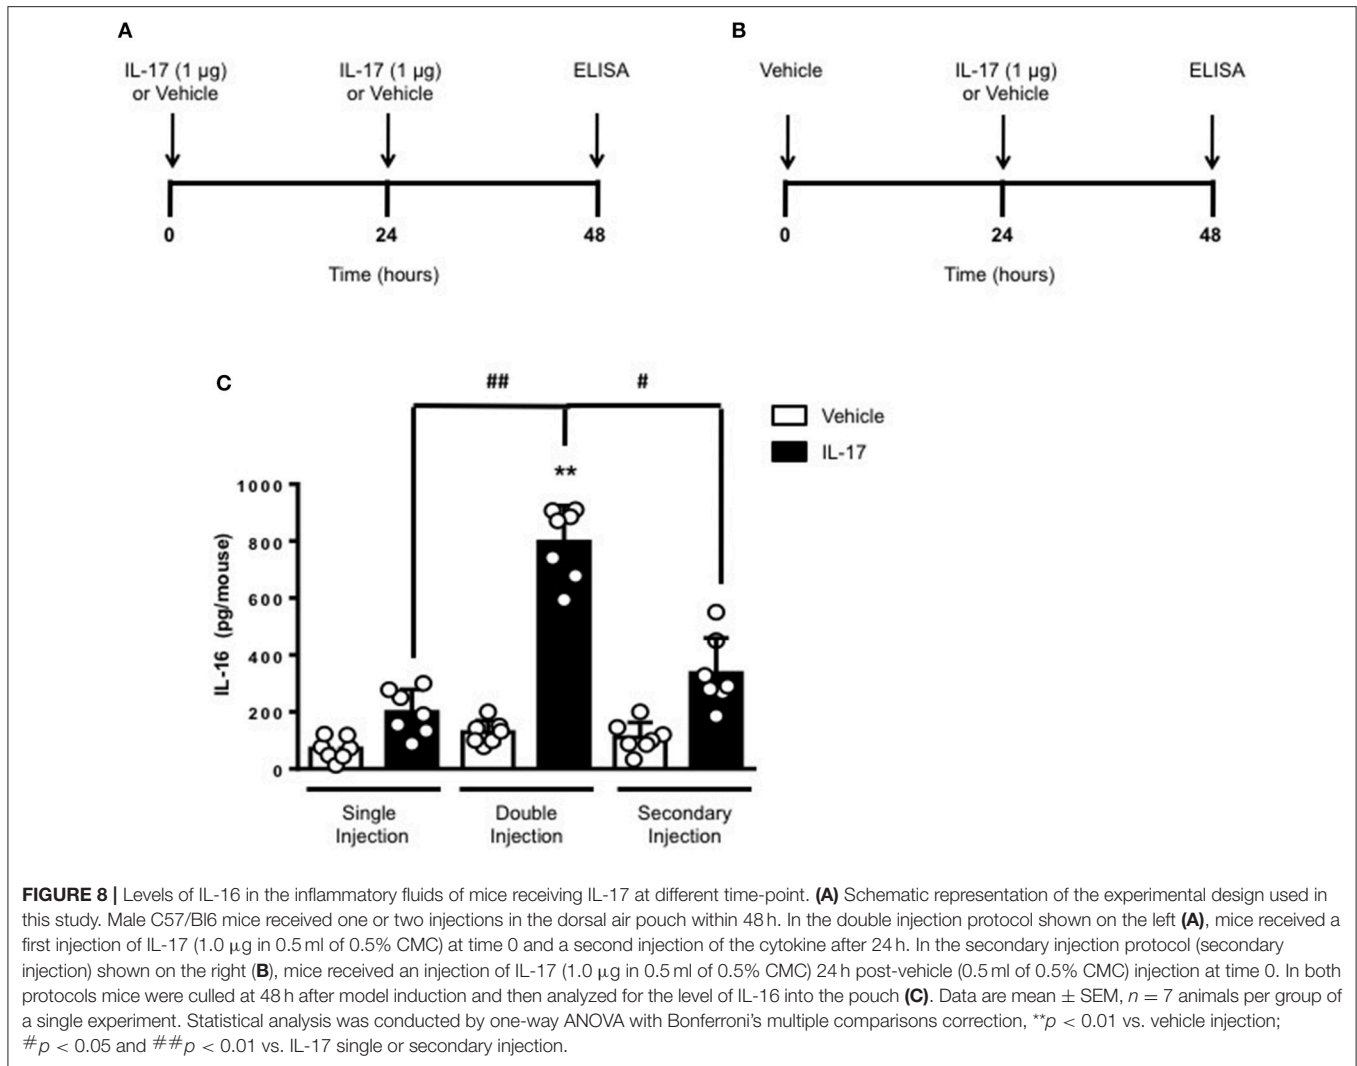 A
IL-17 (1 µg)
or Vehicle
IL-17 (1 µg)
or Vehicle
ELISA
0
24
48
Time (hours)
B
Vehicle
IL-17 (1 µg)
or Vehicle
ELISA
0
24
48
Time (hours)
C
##
#
**
Vehicle
IL-17
IL-16 (pg/mouse)
1000
800
600
400
200
0
Single
Injection
Double
Injection
Secondary
Injection
FIGURE 8 | Levels of IL-16 in the inflammatory fluids of mice receiving IL-17 at different time-point. (A) Schematic representation of the experimental design used in
this study. Male C57/Bl6 mice received one or two injections in the dorsal air pouch within 48 h. In the double injection protocol shown on the left (A), mice received a
first injection of IL-17 (1.0 µg in 0.5 ml of 0.5% CMC) at time 0 and a second injection of the cytokine after 24 h. In the secondary injection protocol (secondary
injection) shown on the right (B), mice received an injection of IL-17 (1.0 µg in 0.5 ml of 0.5% CMC) 24 h post-vehicle (0.5 ml of 0.5% CMC) injection at time 0. In both
protocols mice were culled at 48 h after model induction and then analyzed for the level of IL-16 into the pouch (C). Data are mean ± SEM, n = 7 animals per group of
a single experiment. Statistical analysis was conducted by one-way ANOVA with Bonferroni's multiple comparisons correction, **p < 0.01 vs. vehicle injection;
#p < 0.05 and ##p < 0.01 vs. IL-17 single or secondary injection.